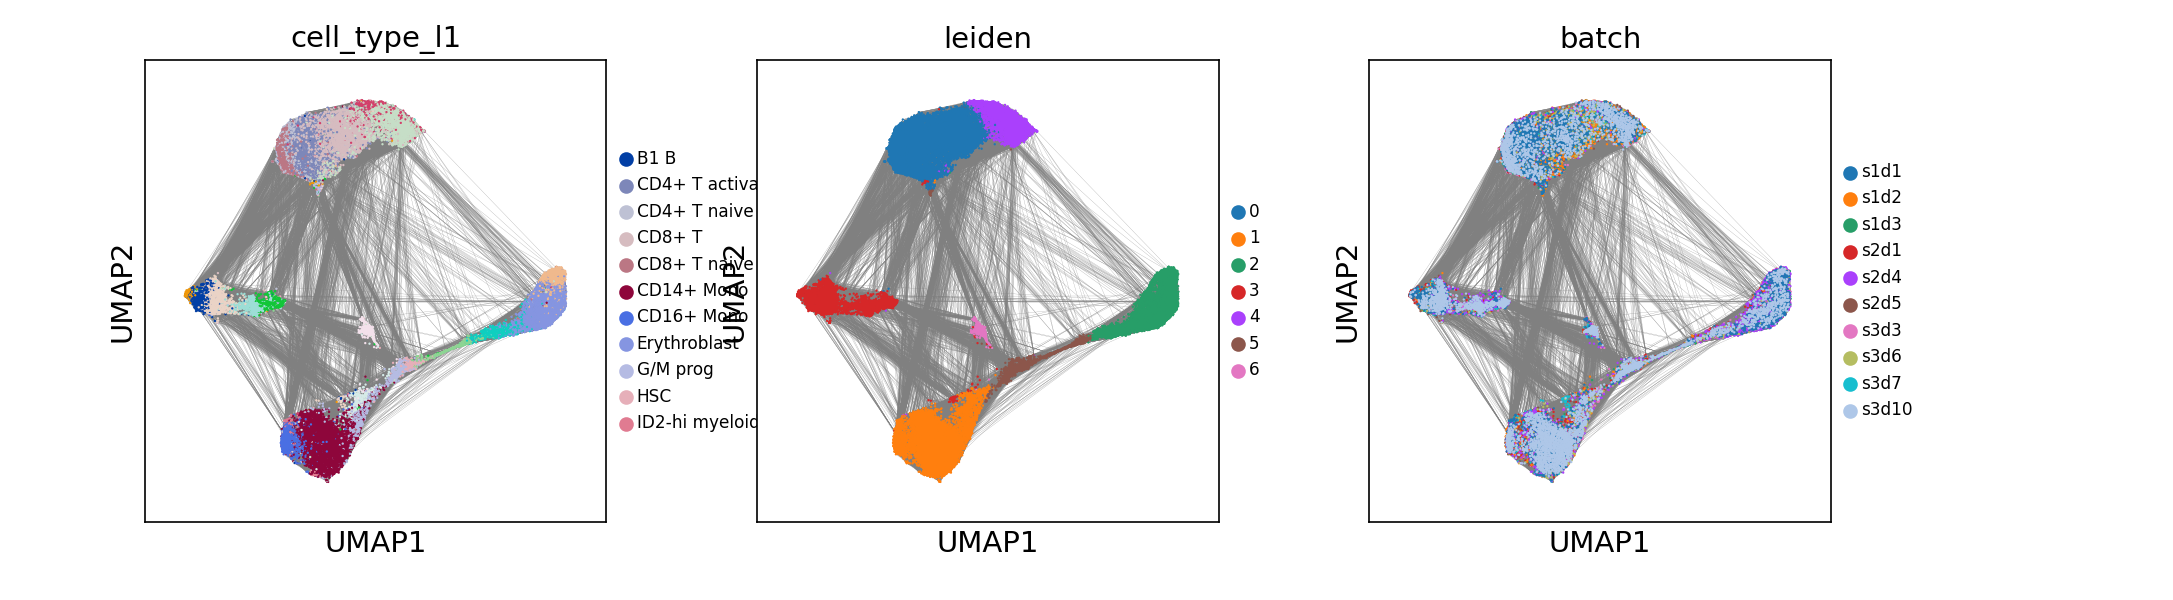 cell_type_l1
UMAP2
UMAP1
B1 B
CD4+ T activa
CD4+ T naive
CD8+ T
CD8+ T naive
CD14+ Mono
CD16+ Mono
Erythroblast
G/M prog
HSC
ID2-hi myeloid
leiden
UMAP2
UMAP1
0
1
2
3
4
5
6
batch
UMAP2
UMAP1
s1d1
s1d2
s1d3
s2d1
s2d4
s2d5
s3d3
s3d6
s3d7
s3d10